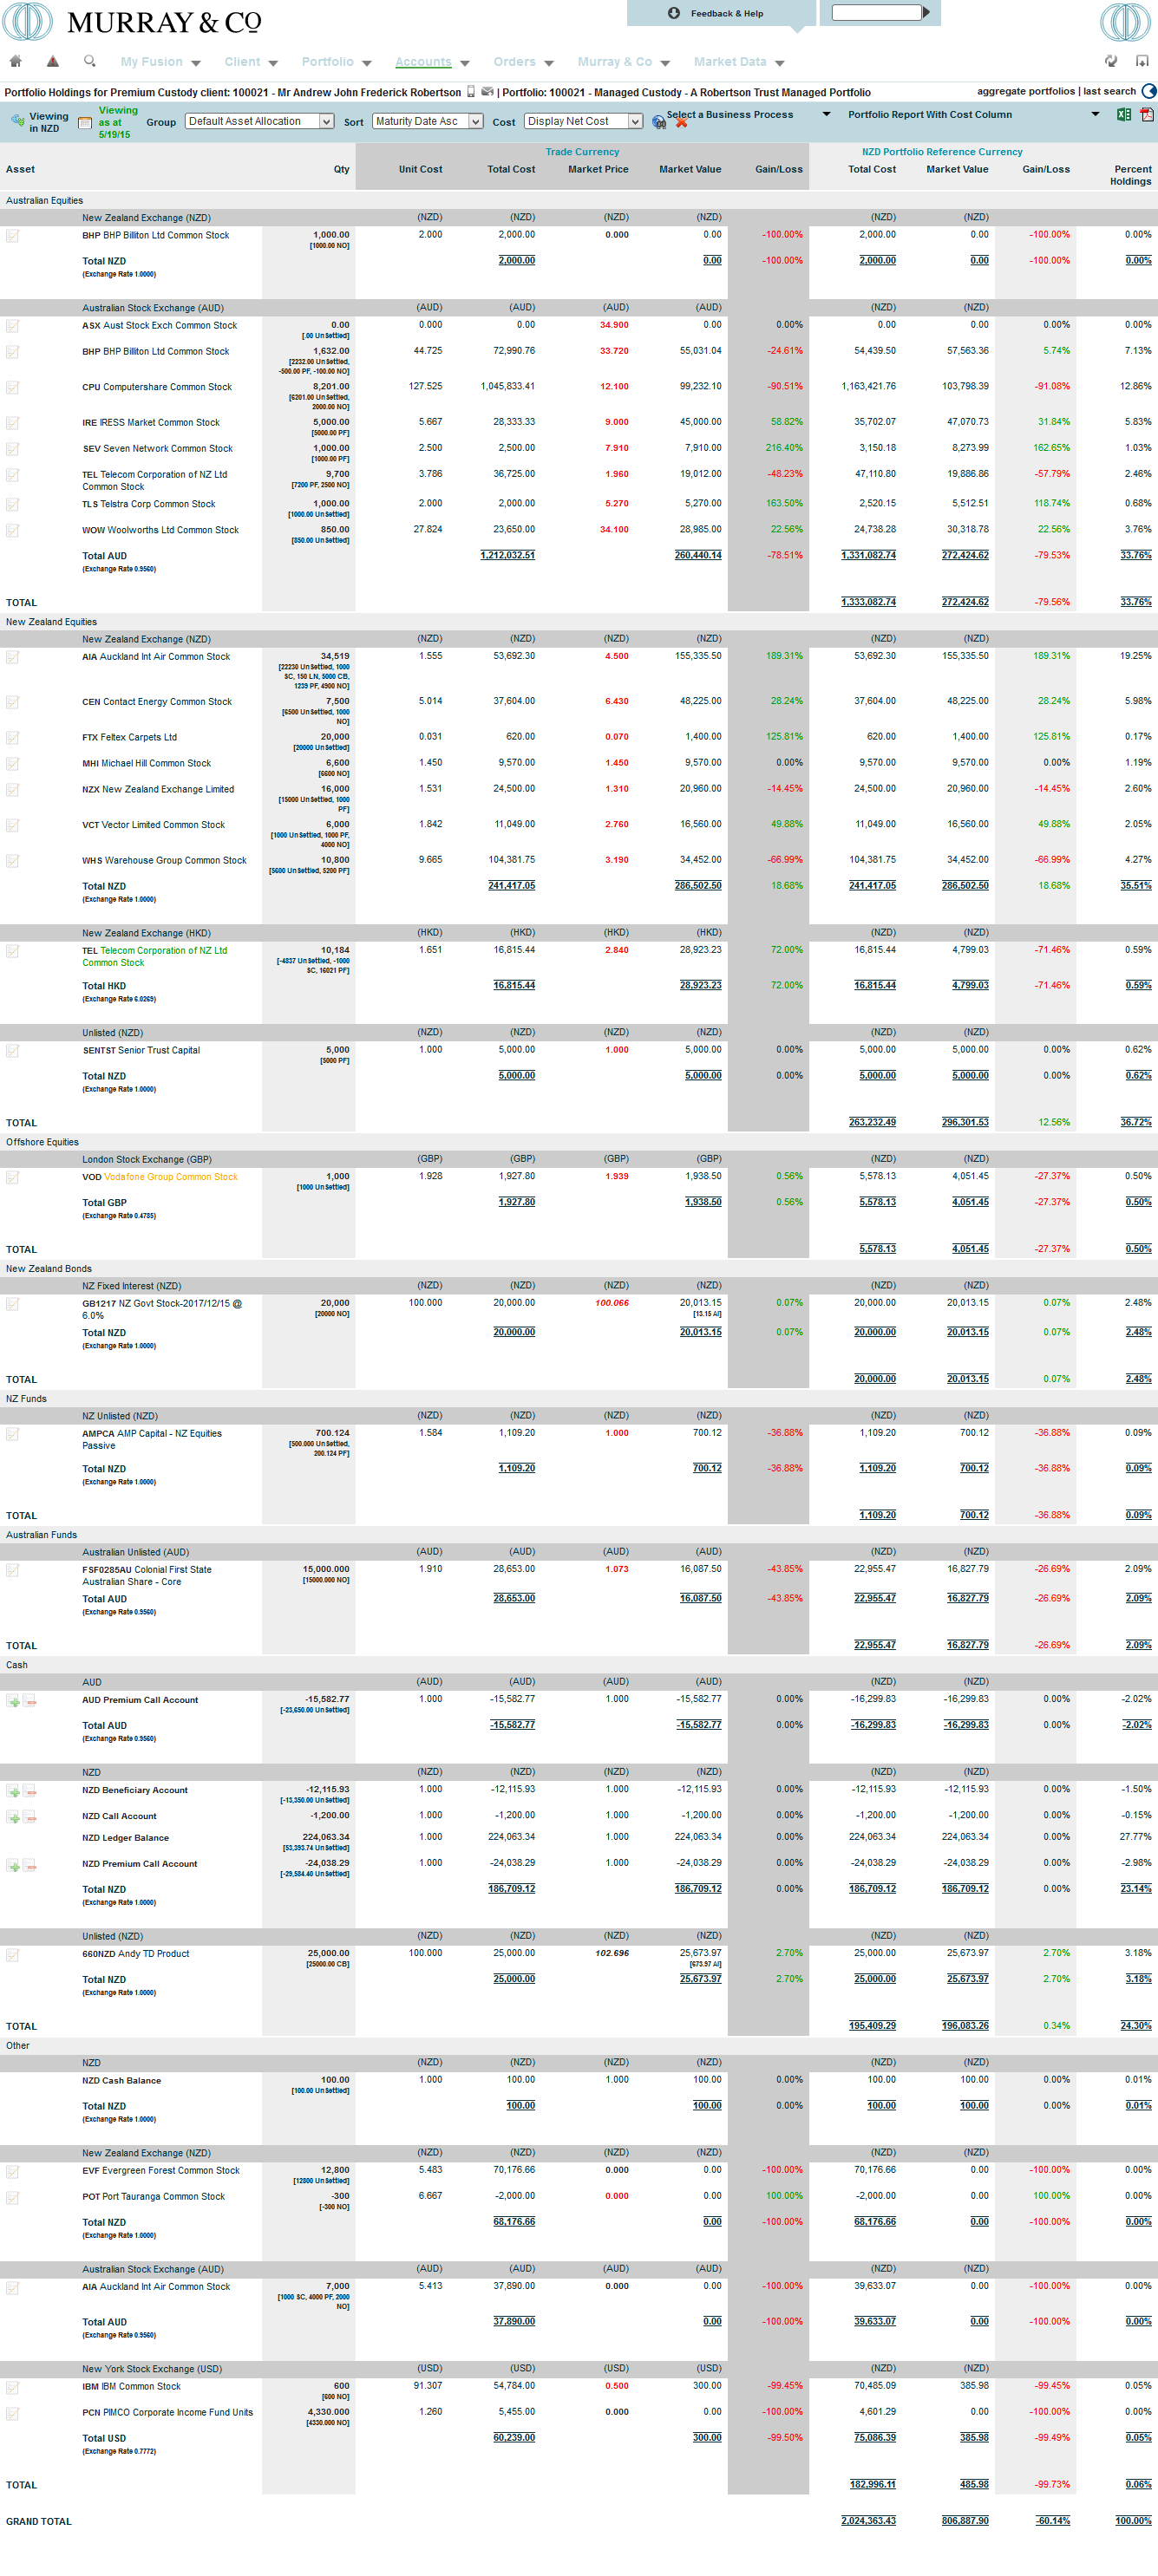 MURRAY & CO
Feedback & Help
My Fusion Client Portfolio Accounts Orders Murray & Co Market Data
Portfolio Holdings for Premium Custody client: 100021 - Mr Andrew John Frederick Robertson | Portfolio: 100021 - Managed Custody - A Robertson Trust Managed Portfolio aggregate portfolios | last search
Viewing in NZD Viewing as at 5/19/15 Group Default Asset Allocation Sort Maturity Date Asc Cost Display Net Cost Select a Business Process Portfolio Report With Cost Column
Trade Currency NZD Portfolio Reference Currency
Asset Qty Unit Cost Total Cost Market Price Market Value Gain/Loss Total Cost Market Value Gain/Loss Percent Holdings
Australian Equities
New Zealand Exchange (NZD) (NZD) (NZD) (NZD) (NZD) (NZD) (NZD)
BHP BHP Billiton Ltd Common Stock 1,000.00 2.000 2,000.00 0.000 0.00 -100.00% 2,000.00 0.00 -100.00% 0.00%
[1000.00 NO]
Total NZD 2,000.00 0.00 -100.00% 2,000.00 0.00 -100.00% 0.00%
(Exchange Rate 1.0000)
Australian Stock Exchange (AUD) (AUD) (AUD) (AUD) (AUD) (NZD) (NZD)
ASX Aust Stock Exch Common Stock 0.00 0.000 0.00 34.900 0.00 0.00% 0.00 0.00 0.00% 0.00%
[.00 UnSettled]
BHP BHP Billiton Ltd Common Stock 1,632.00 44.725 72,990.76 33.720 55,031.04 -24.61% 54,439.50 57,563.36 5.74% 7.13%
[2232.00 UnSettled,
-500.00 PF, -100.00 NO]
CPU Computershare Common Stock 8,201.00 127.525 1,045,833.41 12.100 99,232.10 -90.51% 1,163,421.76 103,798.39 -91.08% 12.86%
[6201.00 UnSettled,
2000.00 NO]
IRE IRESS Market Common Stock 5,000.00 5.667 28,333.33 9.000 45,000.00 58.82% 35,702.07 47,070.73 31.84% 5.83%
[5000.00 PF]
SEV Seven Network Common Stock 1,000.00 2.500 2,500.00 7.910 7,910.00 216.40% 3,150.18 8,273.99 162.65% 1.03%
[1000.00 PF]
TEL Telecom Corporation of NZ Ltd 9,700 3.786 36,725.00 1.960 19,012.00 -48.23% 47,110.80 19,886.86 -57.79% 2.46%
Common Stock [7200 PF, 2500 NO]
TLS Telstra Corp Common Stock 1,000.00 2.000 2,000.00 5.270 5,270.00 163.50% 2,520.15 5,512.51 118.74% 0.68%
[1000.00 UnSettled]
WOW Woolworths Ltd Common Stock 850.00 27.824 23,650.00 34.100 28,985.00 22.56% 24,738.28 30,318.78 22.56% 3.76%
[850.00 UnSettled]
Total AUD 1,212,032.51 260,440.14 -78.51% 1,331,082.74 272,424.62 -79.53% 33.76%
(Exchange Rate 0.9560)
TOTAL 1,333,082.74 272,424.62 -79.56% 33.76%
New Zealand Equities
New Zealand Exchange (NZD) (NZD) (NZD) (NZD) (NZD) (NZD) (NZD)
AIA Auckland Int Air Common Stock 34,519 1.555 53,692.30 4.500 155,335.50 189.31% 53,692.30 155,335.50 189.31% 19.25%
[22230 UnSettled, 1000
SC, 150 LN, 5000 CB,
1239 PF, 4900 NO]
CEN Contact Energy Common Stock 7,500 5.014 37,604.00 6.430 48,225.00 28.24% 37,604.00 48,225.00 28.24% 5.98%
[6500 UnSettled, 1000
NO]
FTX Feltex Carpets Ltd 20,000 0.031 620.00 0.070 1,400.00 125.81% 620.00 1,400.00 125.81% 0.17%
[20000 UnSettled]
MHI Michael Hill Common Stock 6,600 1.450 9,570.00 1.450 9,570.00 0.00% 9,570.00 9,570.00 0.00% 1.19%
[6600 NO]
NZX New Zealand Exchange Limited 16,000 1.531 24,500.00 1.310 20,960.00 -14.45% 24,500.00 20,960.00 -14.45% 2.60%
[15000 UnSettled, 1000
PF]
VCT Vector Limited Common Stock 6,000 1.842 11,049.00 2.760 16,560.00 49.88% 11,049.00 16,560.00 49.88% 2.05%
[1000 UnSettled, 1000 PF,
4000 NO]
WHS Warehouse Group Common Stock 10,800 9.665 104,381.75 3.190 34,452.00 -66.99% 104,381.75 34,452.00 -66.99% 4.27%
[5600 UnSettled, 5200 PF]
Total NZD 241,417.05 286,502.50 18.68% 241,417.05 286,502.50 18.68% 35.51%
(Exchange Rate 1.0000)
New Zealand Exchange (HKD) (HKD) (HKD) (HKD) (HKD) (NZD) (NZD)
TEL Telecom Corporation of NZ Ltd 10,184 1.651 16,815.44 2.840 28,923.23 72.00% 16,815.44 4,799.03 -71.46% 0.59%
Common Stock [-4837 UnSettled, -1000
SC, 16021 PF]
Total HKD 16,815.44 28,923.23 72.00% 16,815.44 4,799.03 -71.46% 0.59%
(Exchange Rate 6.0269)
Unlisted (NZD) (NZD) (NZD) (NZD) (NZD) (NZD) (NZD)
SENTST Senior Trust Capital 5,000 1.000 5,000.00 1.000 5,000.00 0.00% 5,000.00 5,000.00 0.00% 0.62%
[5000 PF]
Total NZD 5,000.00 5,000.00 0.00% 5,000.00 5,000.00 0.00% 0.62%
(Exchange Rate 1.0000)
TOTAL 263,232.49 296,301.53 12.56% 36.72%
Offshore Equities
London Stock Exchange (GBP) (GBP) (GBP) (GBP) (GBP) (NZD) (NZD)
VOD Vodafone Group Common Stock 1,000 1.928 1,927.80 1.939 1,938.50 0.56% 5,578.13 4,051.45 -27.37% 0.50%
[1000 UnSettled]
Total GBP 1,927.80 1,938.50 0.56% 5,578.13 4,051.45 -27.37% 0.50%
(Exchange Rate 0.4785)
TOTAL 5,578.13 4,051.45 -27.37% 0.50%
New Zealand Bonds
NZ Fixed Interest (NZD) (NZD) (NZD) (NZD) (NZD) (NZD) (NZD)
GB1217 NZ Govt Stock-2017/12/15 @ 20,000 100.000 20,000.00 100.066 20,013.15 0.07% 20,000.00 20,013.15 0.07% 2.48%
6.0% [20000 NO] [13.15 AI]
Total NZD 20,000.00 20,013.15 0.07% 20,000.00 20,013.15 0.07% 2.48%
(Exchange Rate 1.0000)
TOTAL 20,000.00 20,013.15 0.07% 2.48%
NZ Funds
NZ Unlisted (NZD) (NZD) (NZD) (NZD) (NZD) (NZD) (NZD)
AMPCA AMP Capital - NZ Equities 700.124 1.584 1,109.20 1.000 700.12 -36.88% 1,109.20 700.12 -36.88% 0.09%
Passive [500.000 UnSettled,
200.124 PF]
Total NZD 1,109.20 700.12 -36.88% 1,109.20 700.12 -36.88% 0.09%
(Exchange Rate 1.0000)
TOTAL 1,109.20 700.12 -36.88% 0.09%
Australian Funds
Australian Unlisted (AUD) (AUD) (AUD) (AUD) (AUD) (NZD) (NZD)
FSF0285AU Colonial First State 15,000.000 1.910 28,653.00 1.073 16,087.50 -43.85% 22,955.47 16,827.79 -26.69% 2.09%
Australian Share - Core [15000.000 NO]
Total AUD 28,653.00 16,087.50 -43.85% 22,955.47 16,827.79 -26.69% 2.09%
(Exchange Rate 0.9560)
TOTAL 22,955.47 16,827.79 -26.69% 2.09%
Cash
AUD (AUD) (AUD) (AUD) (AUD) (NZD) (NZD)
AUD Premium Call Account -15,582.77 1.000 -15,582.77 1.000 -15,582.77 0.00% -16,299.83 -16,299.83 0.00% -2.02%
[-23,650.00 UnSettled]
Total AUD -15,582.77 -15,582.77 0.00% -16,299.83 -16,299.83 0.00% -2.02%
(Exchange Rate 0.9560)
NZD (NZD) (NZD) (NZD) (NZD) (NZD) (NZD)
NZD Beneficiary Account -12,115.93 1.000 -12,115.93 1.000 -12,115.93 0.00% -12,115.93 -12,115.93 0.00% -1.50%
[-13,350.00 UnSettled]
NZD Call Account -1,200.00 1.000 -1,200.00 1.000 -1,200.00 0.00% -1,200.00 -1,200.00 0.00% -0.15%
NZD Ledger Balance 224,063.34 1.000 224,063.34 1.000 224,063.34 0.00% 224,063.34 224,063.34 0.00% 27.77%
[53,393.74 UnSettled]
NZD Premium Call Account -24,038.29 1.000 -24,038.29 1.000 -24,038.29 0.00% -24,038.29 -24,038.29 0.00% -2.98%
[-29,584.40 UnSettled]
Total NZD 186,709.12 186,709.12 0.00% 186,709.12 186,709.12 0.00% 23.14%
(Exchange Rate 1.0000)
Unlisted (NZD) (NZD) (NZD) (NZD) (NZD) (NZD) (NZD)
660NZD Andy TD Product 25,000.00 100.000 25,000.00 102.696 25,673.97 2.70% 25,000.00 25,673.97 2.70% 3.18%
[25000.00 CB] [673.97 AI]
Total NZD 25,000.00 25,673.97 2.70% 25,000.00 25,673.97 2.70% 3.18%
(Exchange Rate 1.0000)
TOTAL 195,409.29 196,083.26 0.34% 24.30%
Other
NZD (NZD) (NZD) (NZD) (NZD) (NZD) (NZD)
NZD Cash Balance 100.00 1.000 100.00 1.000 100.00 0.00% 100.00 100.00 0.00% 0.01%
[100.00 UnSettled]
Total NZD 100.00 100.00 0.00% 100.00 100.00 0.00% 0.01%
(Exchange Rate 1.0000)
New Zealand Exchange (NZD) (NZD) (NZD) (NZD) (NZD) (NZD) (NZD)
EVF Evergreen Forest Common Stock 12,800 5.483 70,176.66 0.000 0.00 -100.00% 70,176.66 0.00 -100.00% 0.00%
[12800 UnSettled]
POT Port Tauranga Common Stock -300 6.667 -2,000.00 0.000 0.00 100.00% -2,000.00 0.00 100.00% 0.00%
[-300 NO]
Total NZD 68,176.66 0.00 -100.00% 68,176.66 0.00 -100.00% 0.00%
(Exchange Rate 1.0000)
Australian Stock Exchange (AUD) (AUD) (AUD) (AUD) (AUD) (NZD) (NZD)
AIA Auckland Int Air Common Stock 7,000 5.413 37,890.00 0.000 0.00 -100.00% 39,633.07 0.00 -100.00% 0.00%
[1000 SC, 4000 PF, 2000
NO]
Total AUD 37,890.00 0.00 -100.00% 39,633.07 0.00 -100.00% 0.00%
(Exchange Rate 0.9560)
New York Stock Exchange (USD) (USD) (USD) (USD) (USD) (NZD) (NZD)
IBM IBM Common Stock 600 91.307 54,784.00 0.500 300.00 -99.45% 70,485.09 385.98 -99.45% 0.05%
[600 NO]
PCN PIMCO Corporate Income Fund Units 4,330.000 1.260 5,455.00 0.000 0.00 -100.00% 4,601.29 0.00 -100.00% 0.00%
[4330.000 NO]
Total USD 60,239.00 300.00 -99.50% 75,086.39 385.98 -99.49% 0.05%
(Exchange Rate 0.7772)
TOTAL 182,996.11 485.98 -99.73% 0.06%
GRAND TOTAL 2,024,363.43 806,887.90 -60.14% 100.00%